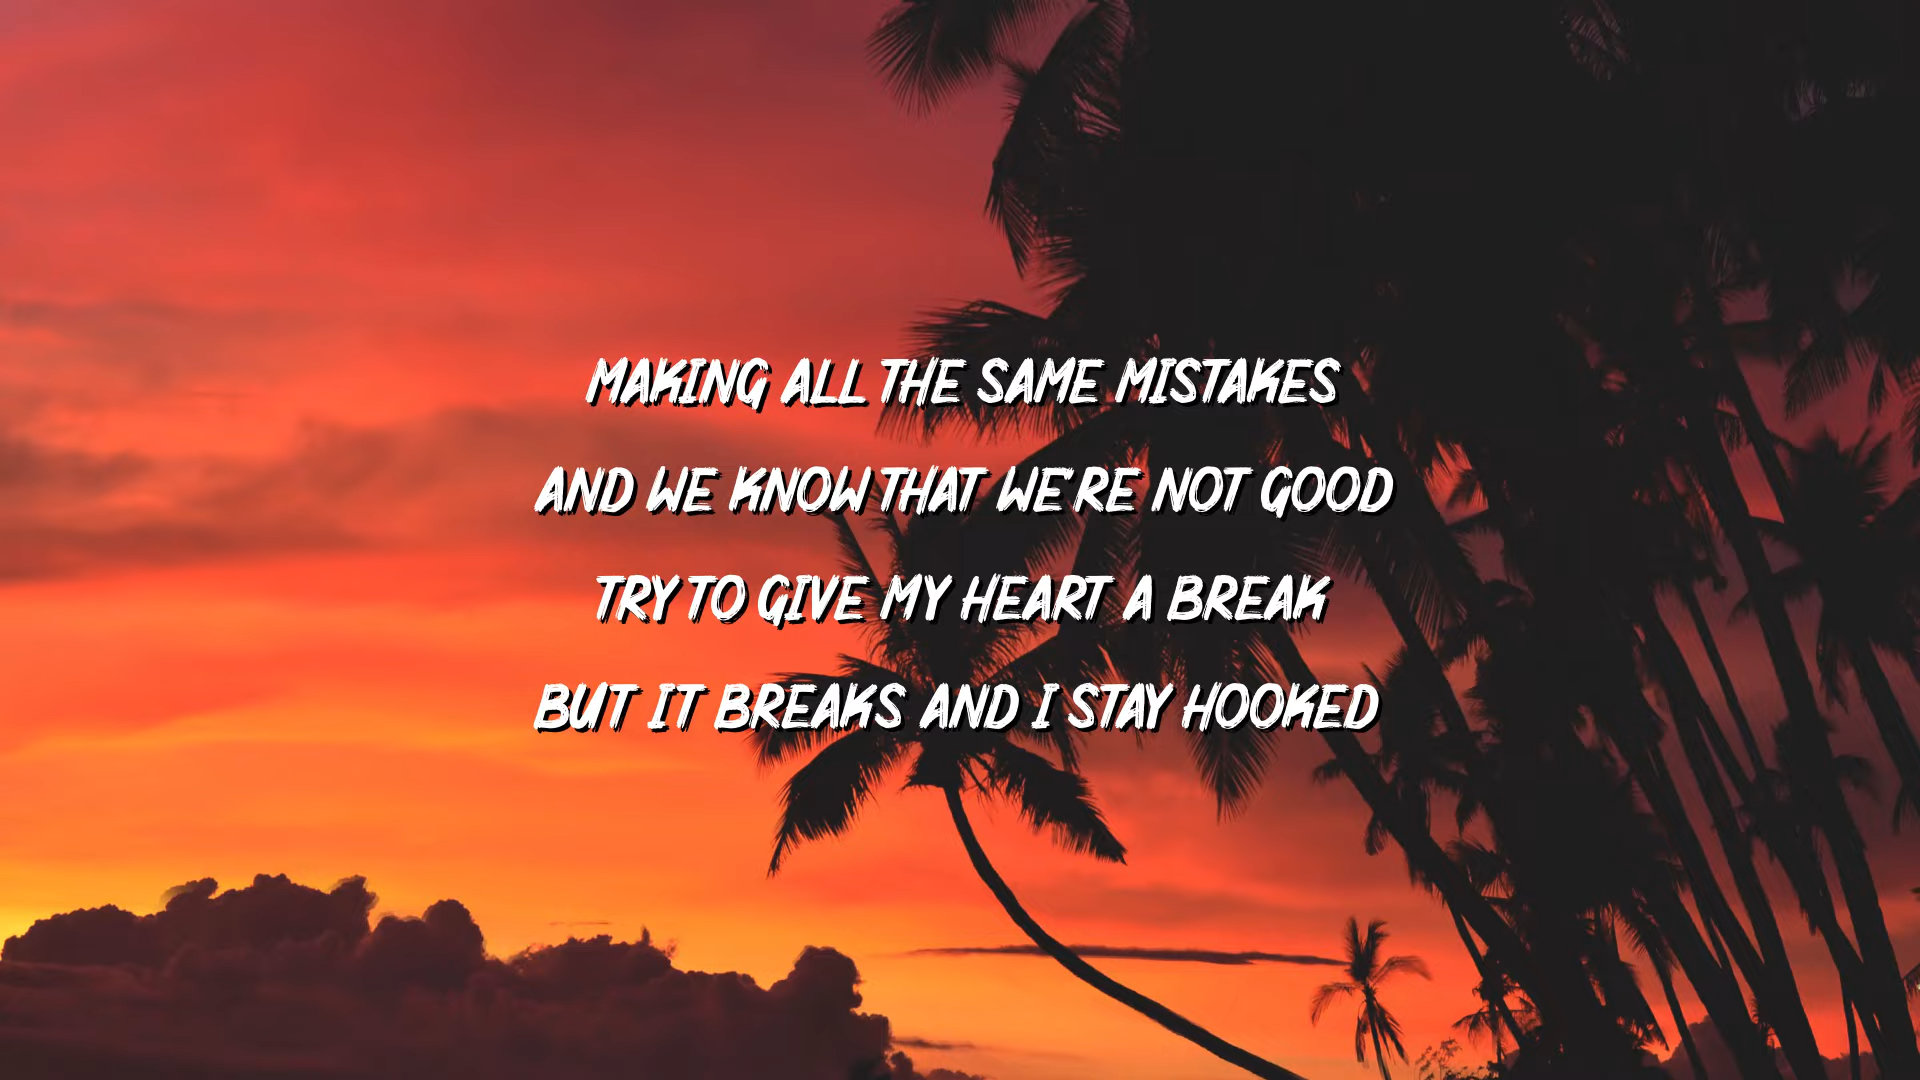 MAKING ALL THE SAME MISTAKES
AND WE KNOW THAT WE'RE NOT GOOD
TRY TO GIVE MY HEART A BREAK
BUT IT BREAKS AND I STAY HOOKED